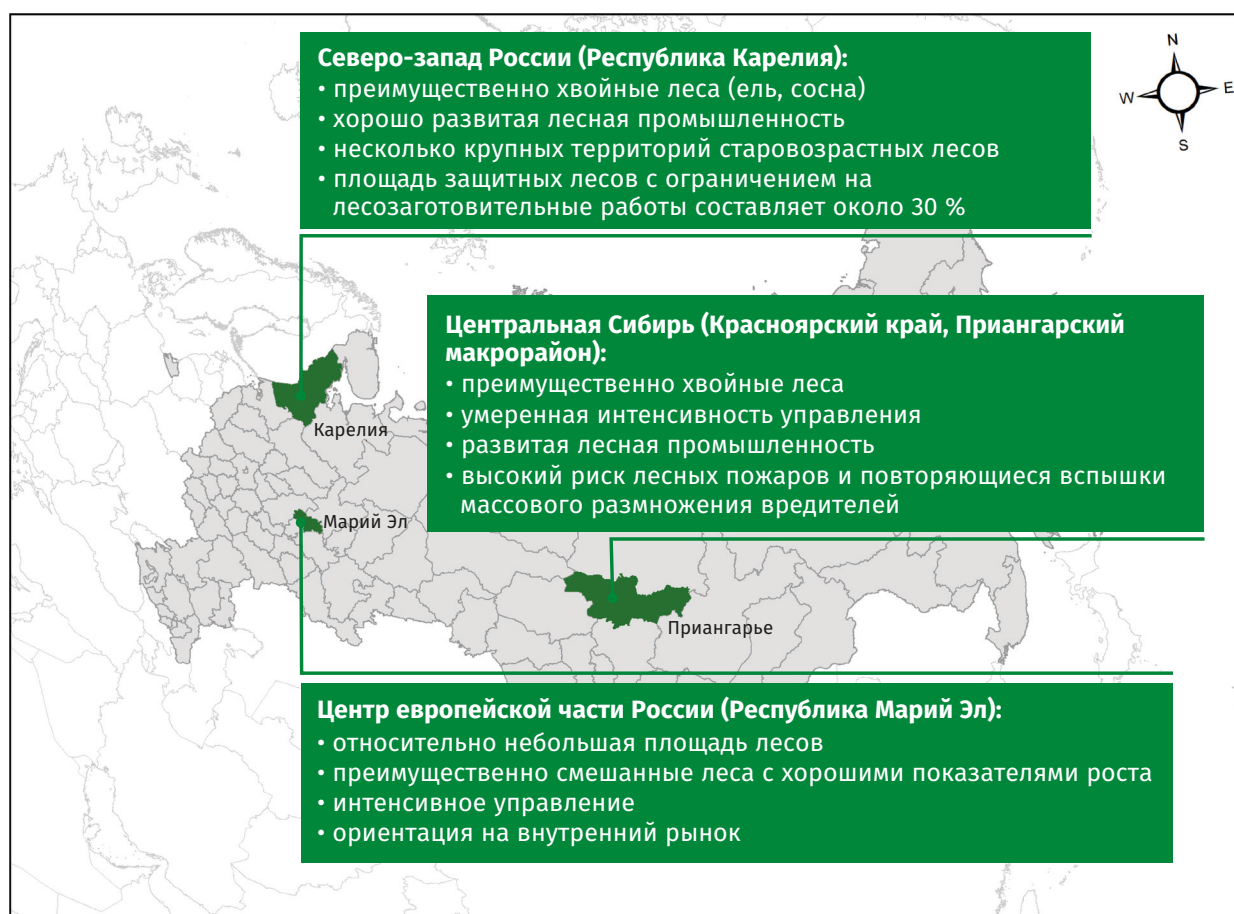 Северо-запад России (Республика Карелия):
• преимущественно хвойные леса (ель, сосна)
• хорошо развитая лесная промышленность
• несколько крупных территорий старовозрастных лесов
• площадь защитных лесов с ограничением на
лесозаготовительные работы составляет около 30 %
N
W
E
S
Центральная Сибирь (Красноярский край, Приангарский
макрорайон):
• преимущественно хвойные леса
• умеренная интенсивность управления
• развитая лесная промышленность
• высокий риск лесных пожаров и повторяющиеся вспышки
массового размножения вредителей
Карелия
Марий Эл
Приангарье
Центр европейской части России (Республика Марий Эл):
• относительно небольшая площадь лесов
• преимущественно смешанные леса с хорошими показателями роста
• интенсивное управление
• ориентация на внутренний рынок